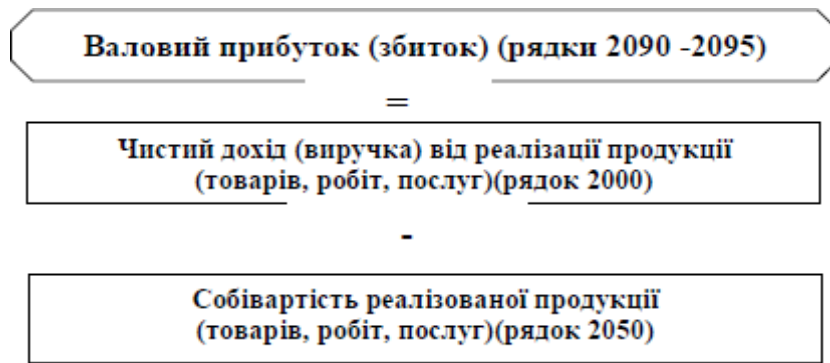 Валовий прибуток (збиток) (рядки 2090 -2095)
=
Чистий дохід (виручка) від реалізації продукції
(товарів, робіт, послуг)(рядок 2000)
-
Собівартість реалізованої продукції
(товарів, робіт, послуг)(рядок 2050)